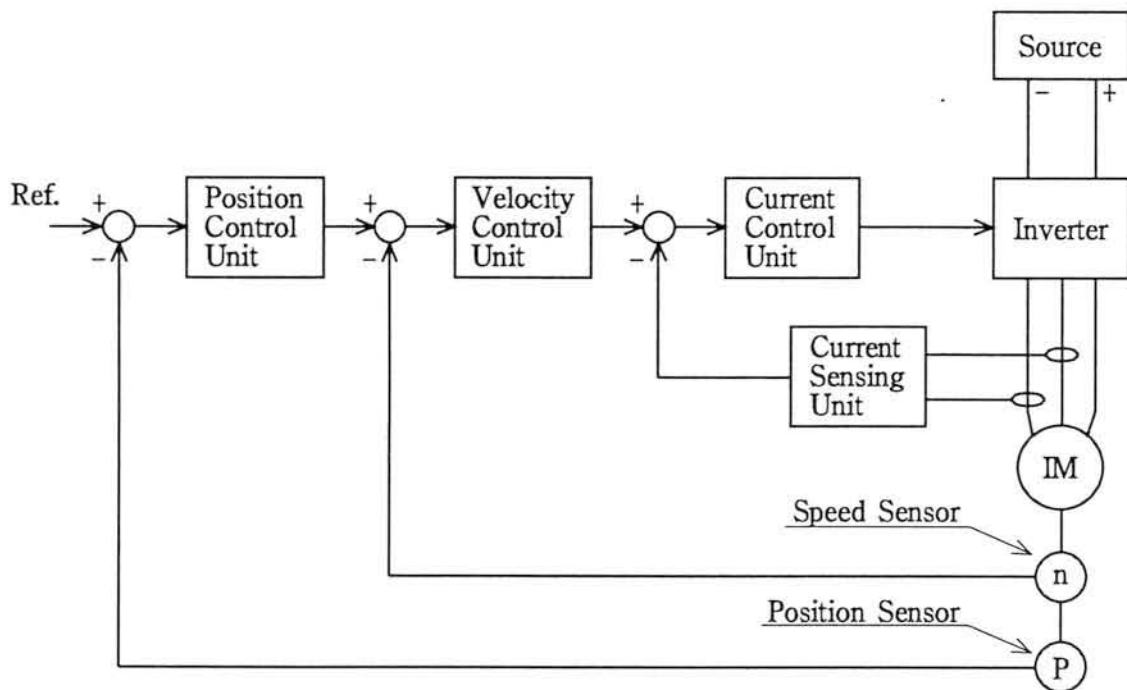 Source
− +
Ref.
+
−
Position
Control
Unit
+
−
Velocity
Control
Unit
+
−
Current
Control
Unit
Inverter
Current
Sensing
Unit
IM
Speed Sensor
n
Position Sensor
P